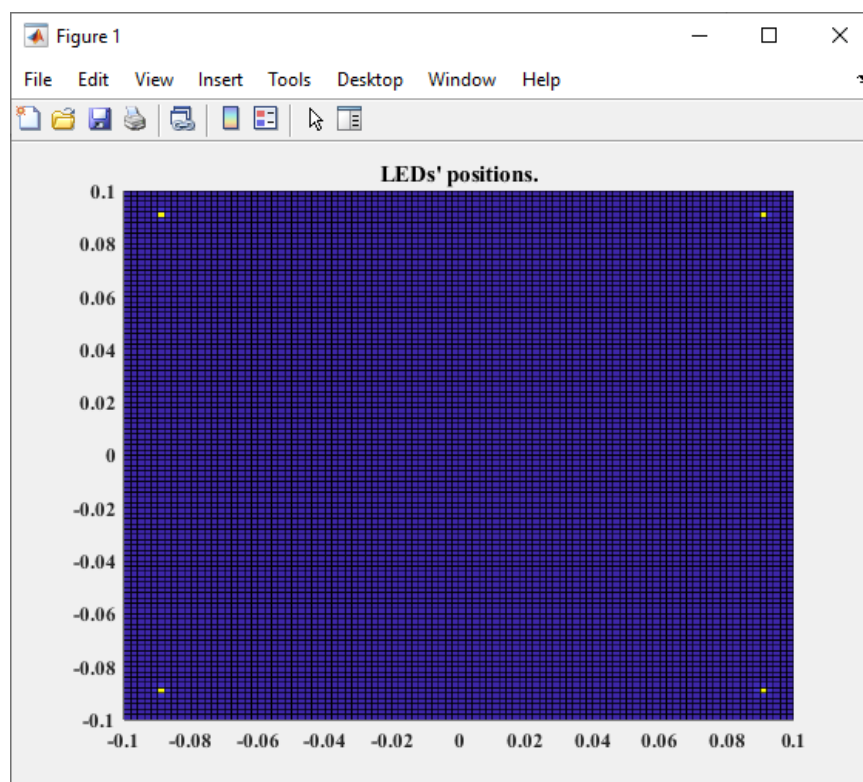 Figure 1
File Edit View Insert Tools Desktop Window Help
LEDs' positions.
0.1
0.08
0.06
0.04
0.02
0
-0.02
-0.04
-0.06
-0.08
-0.1
-0.1 -0.08 -0.06 -0.04 -0.02 0 0.02 0.04 0.06 0.08 0.1